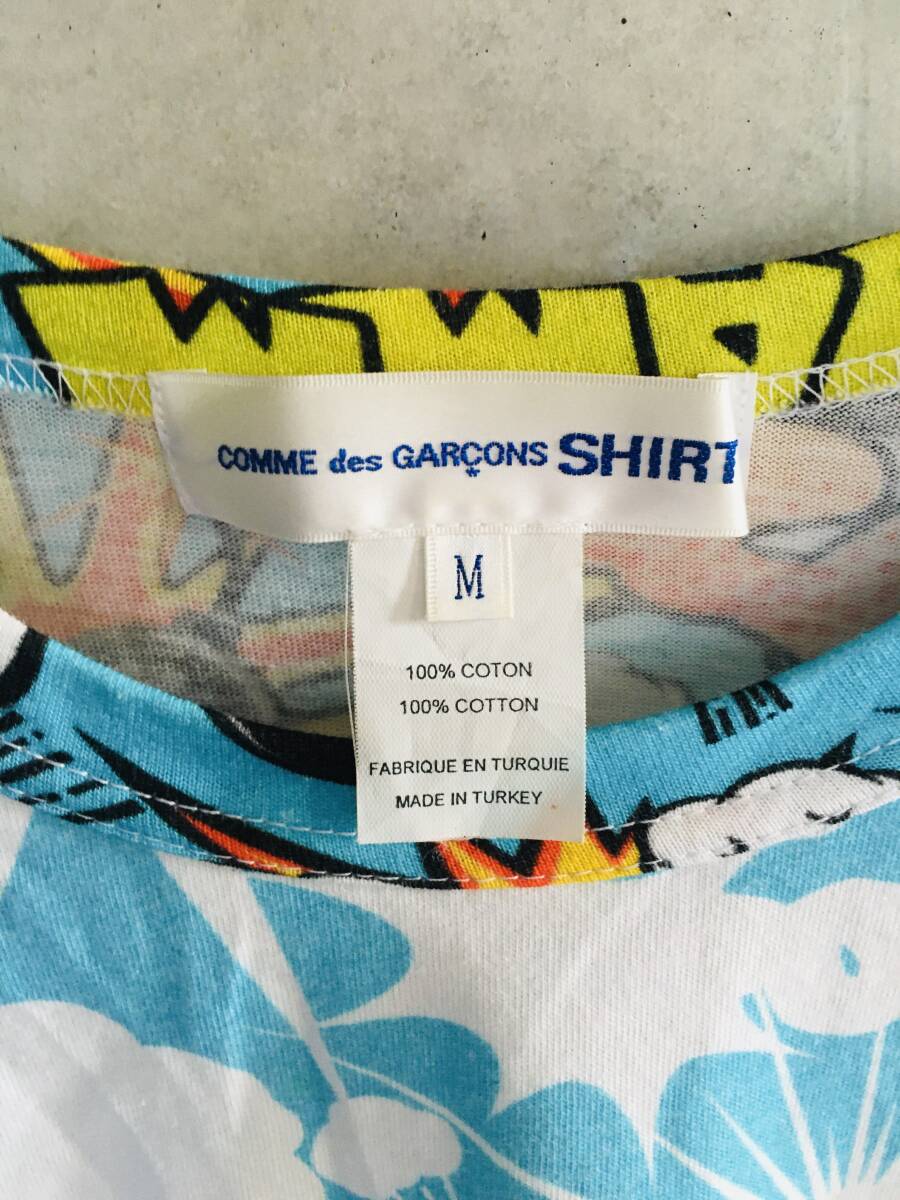 COMME des GARÇONS SHIRT
M
100% COTON
100% COTTON
FABRIQUE EN TURQUIE
MADE IN TURKEY